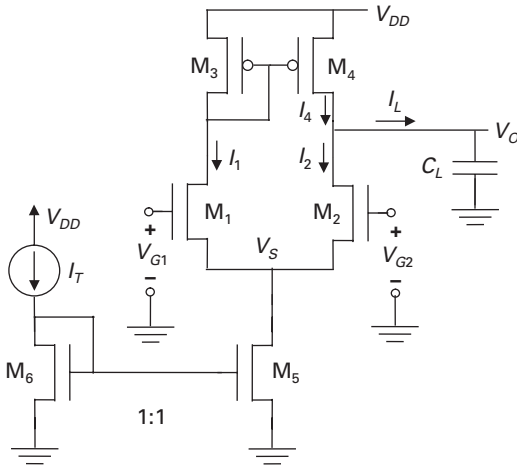 V_DD
M_3
M_4
I_4
I_L
V_O
C_L
I_1
I_2
M_1
M_2
+
V_G1
−
V_S
+
V_G2
−
V_DD
I_T
M_6
M_5
1:1